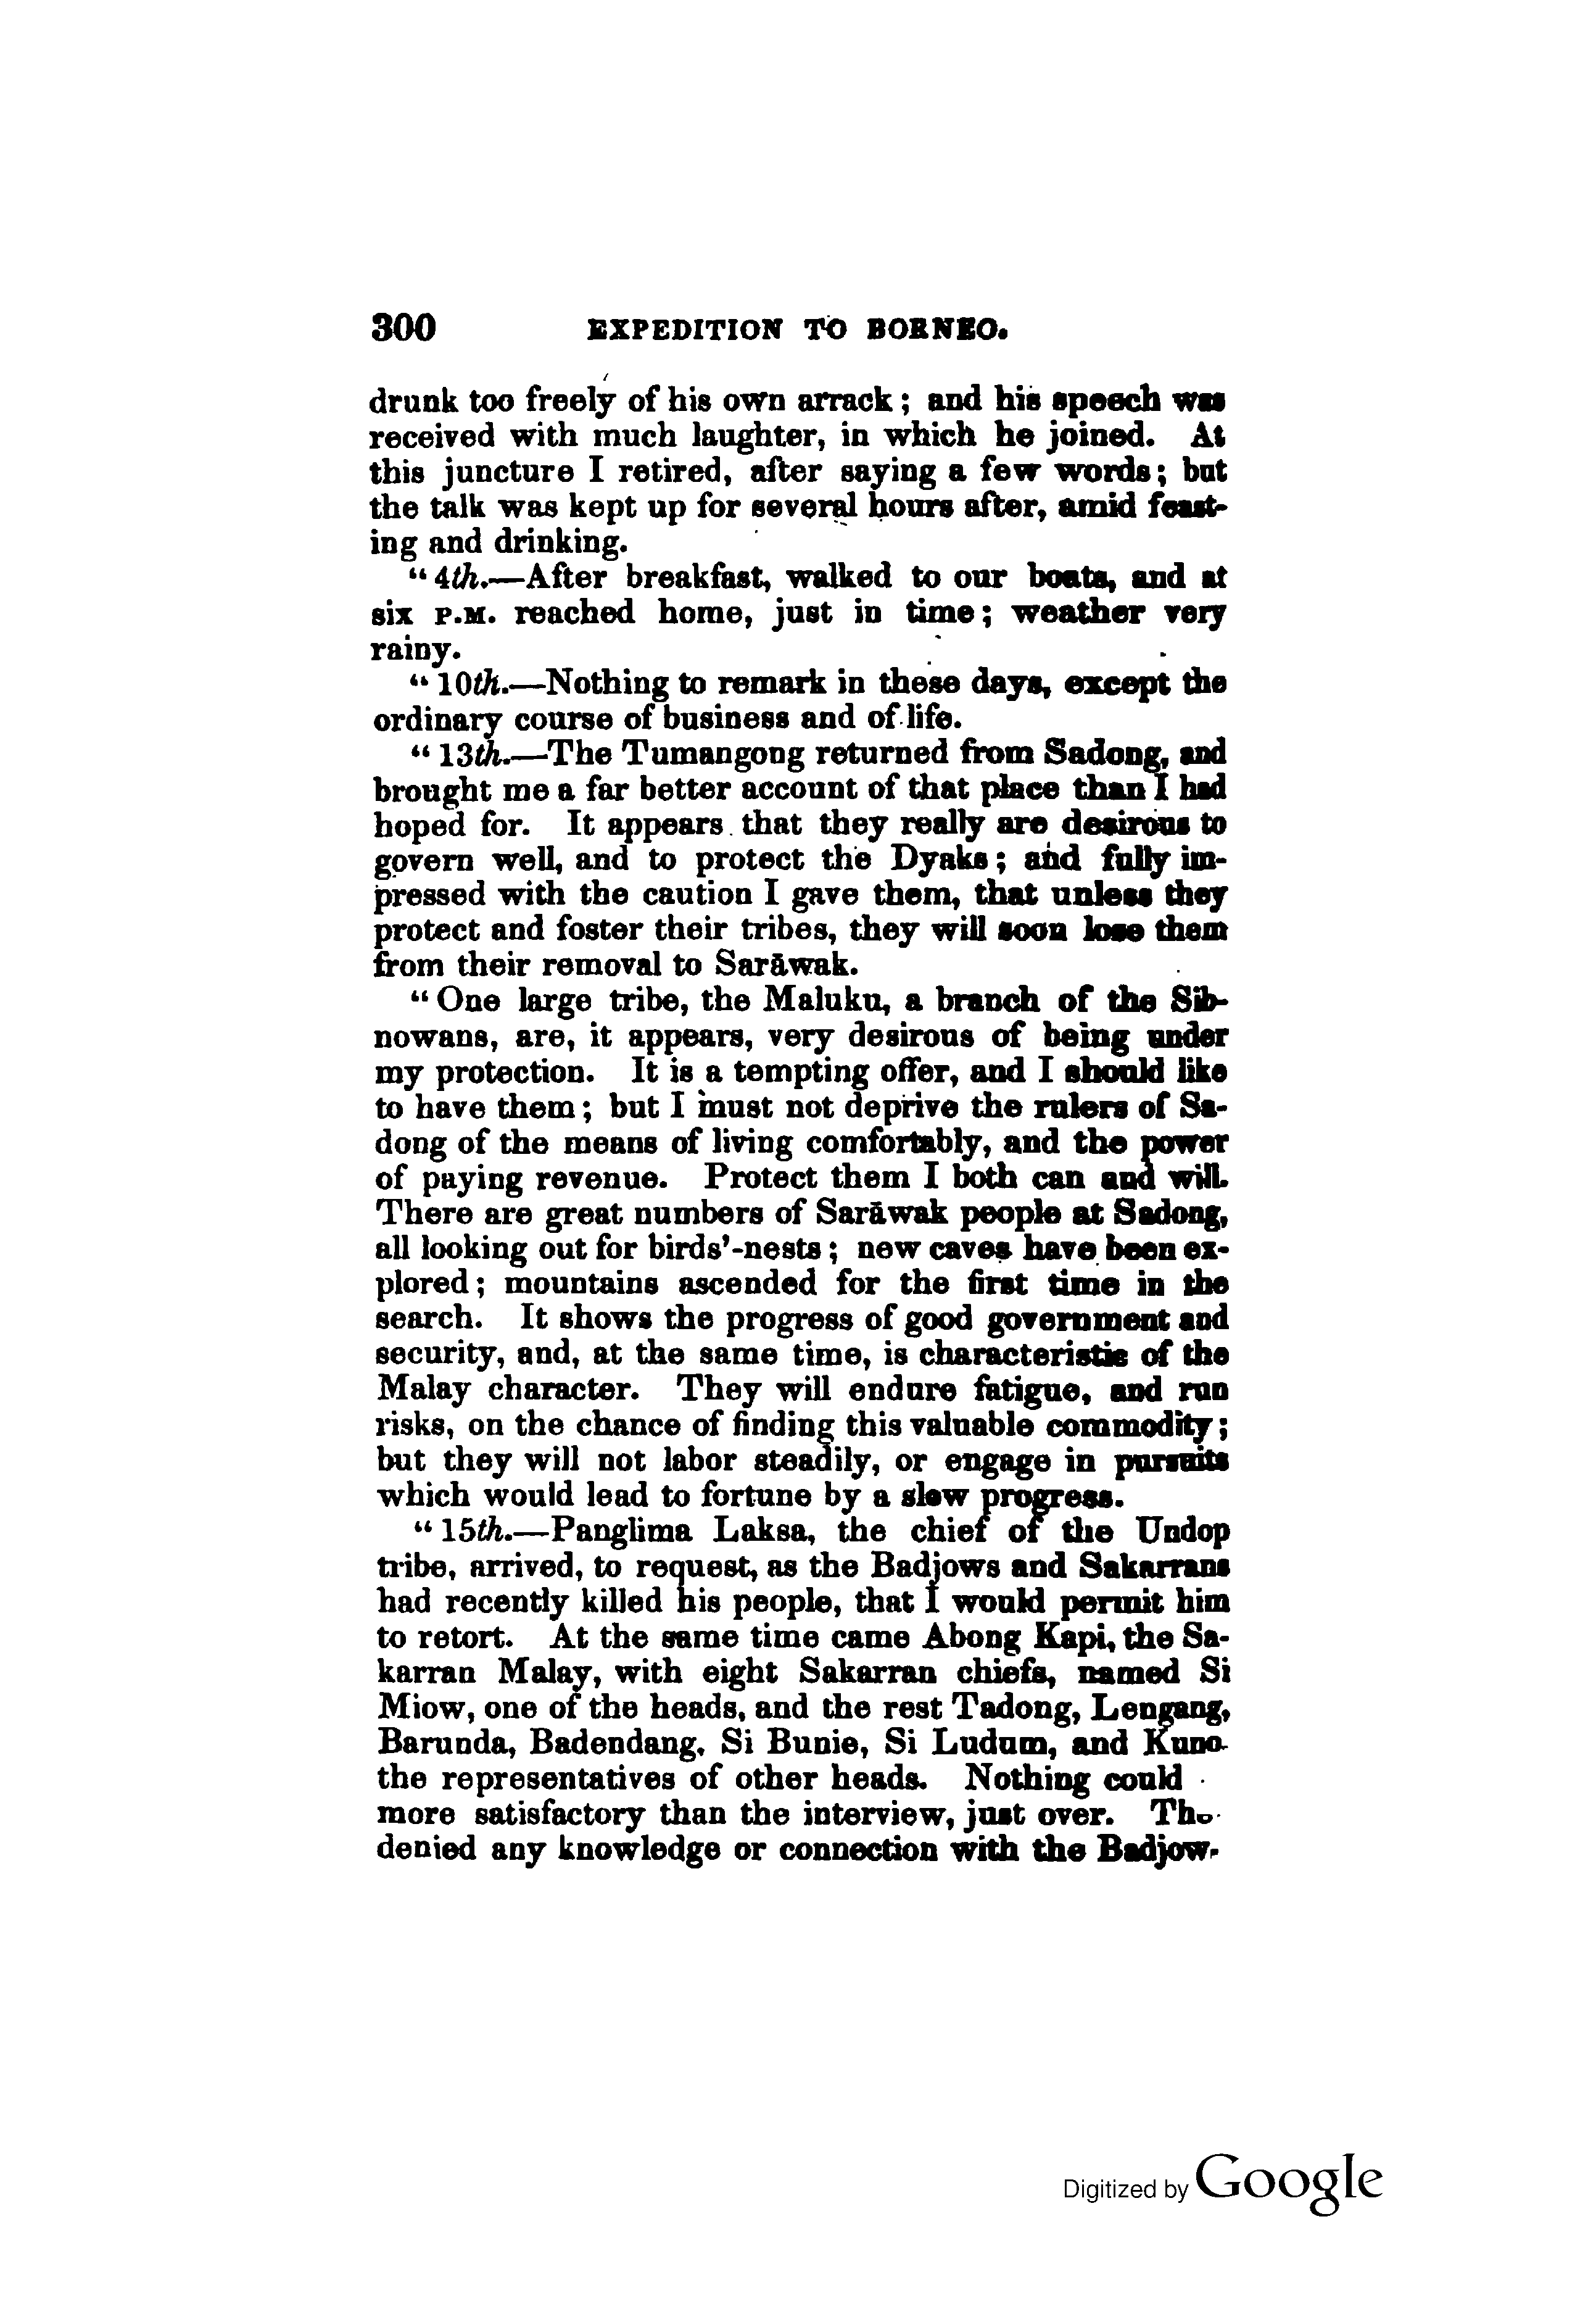 300 EXPEDITION TO BORNEO.
drunk too freely of his own arrack; and his speech was
received with much laughter, in which he joined. At
this juncture I retired, after saying a few words; but
the talk was kept up for several hours after, amid feast-
ing and drinking.
"4th.—After breakfast, walked to our boats, and at
six P.M. reached home, just in time; weather very
rainy.
"10th.—Nothing to remark in these days, except the
ordinary course of business and of life.
"13th.—The Tumangong returned from Sadong, and
brought me a far better account of that place than I had
hoped for. It appears that they really are desirous to
govern well, and to protect the Dyaks; and fully im-
pressed with the caution I gave them, that unless they
protect and foster their tribes, they will soon lose them
from their removal to Sarāwak.
"One large tribe, the Maluku, a branch of the Sib-
nowans, are, it appears, very desirous of being under
my protection. It is a tempting offer, and I should like
to have them; but I must not deprive the rulers of Sa-
dong of the means of living comfortably, and the power
of paying revenue. Protect them I both can and will.
There are great numbers of Sarāwak people at Sadong,
all looking out for birds'-nests; new caves have been ex-
plored; mountains ascended for the first time in the
search. It shows the progress of good government and
security, and, at the same time, is characteristic of the
Malay character. They will endure fatigue, and run
risks, on the chance of finding this valuable commodity;
but they will not labor steadily, or engage in pursuits
which would lead to fortune by a slow progress.
"15th.—Panglima Laksa, the chief of the Undop
tribe, arrived, to request, as the Badjows and Sakarrans
had recently killed his people, that I would permit him
to retort. At the same time came Abong Kapi, the Sa-
karran Malay, with eight Sakarran chiefs, named Si
Miow, one of the heads, and the rest Tadong, Lengang,
Barunda, Badendang, Si Bunie, Si Ludum, and
the representatives of other heads. Nothing could
more satisfactory than the interview, just over.
denied any knowledge or connection with the Badjow
Digitized by Google